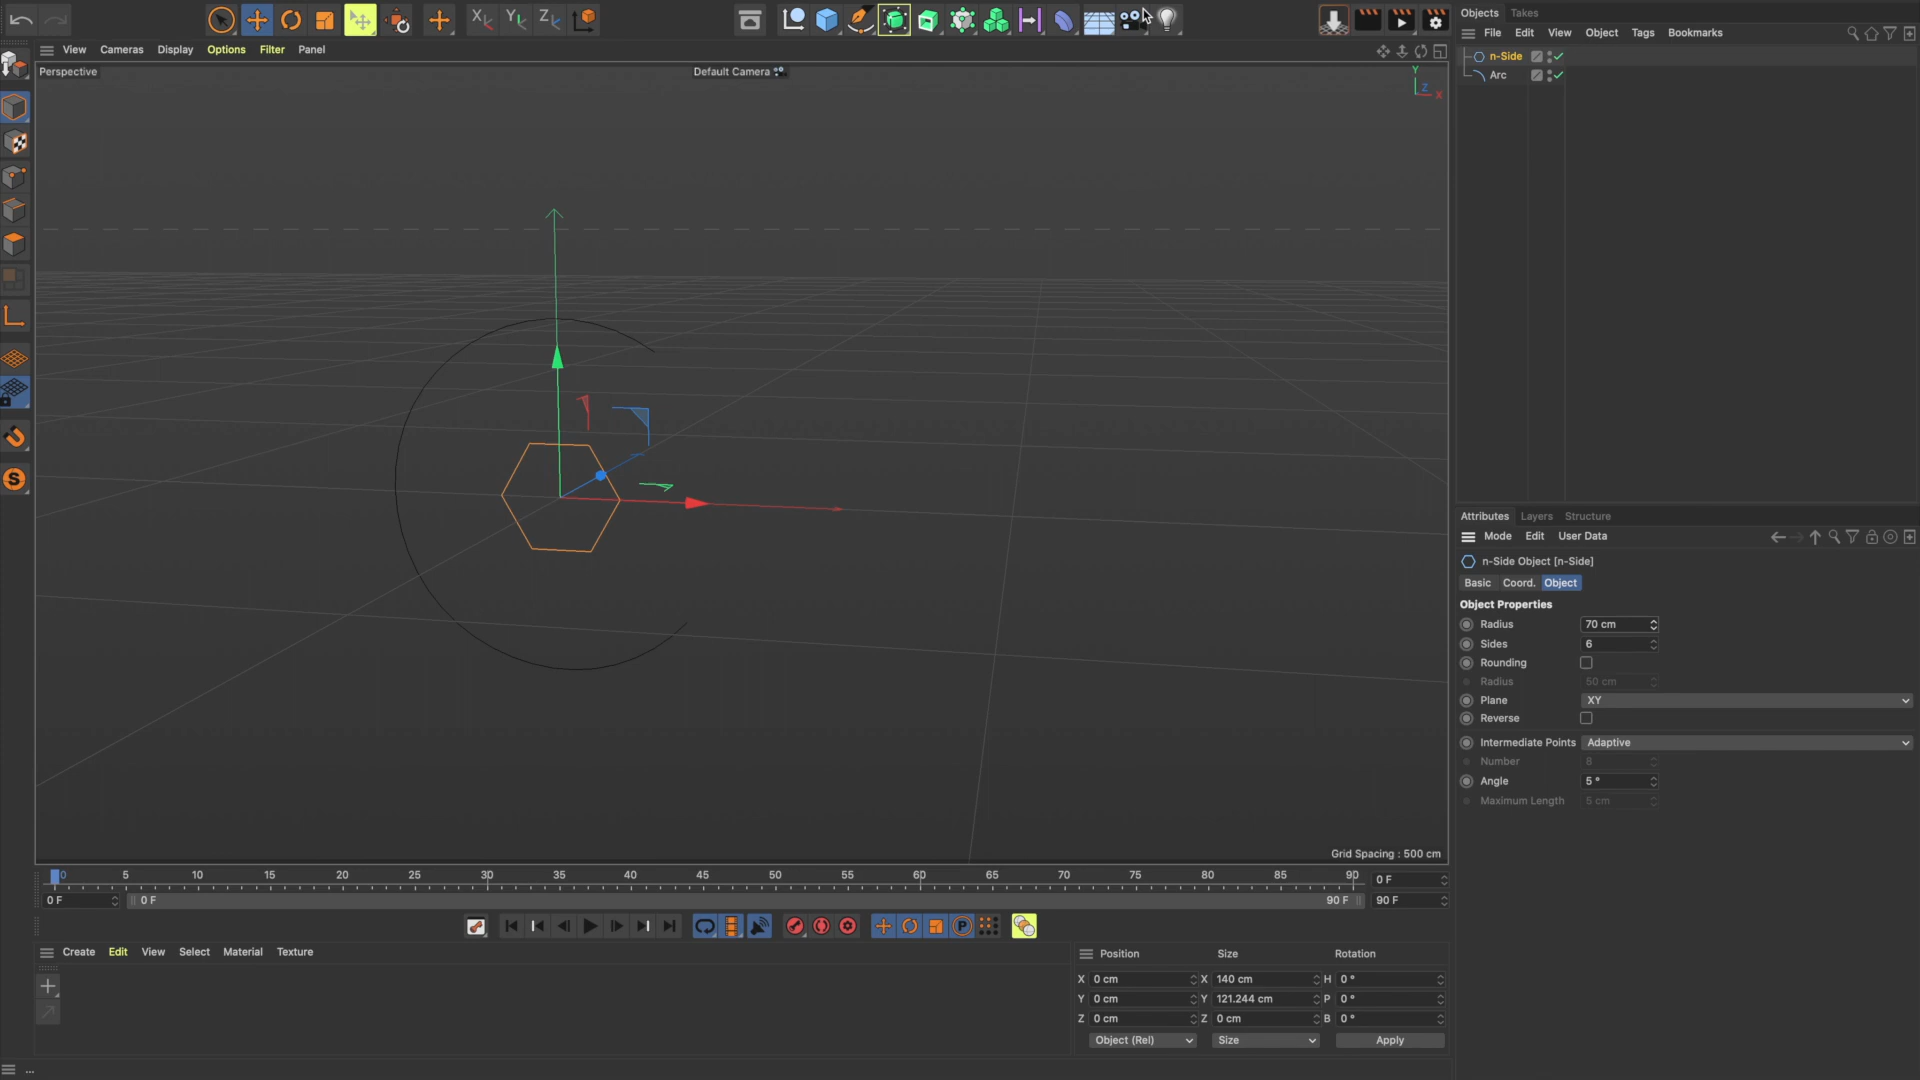 X Y Z
Objects Takes
View Cameras Display Options Filter Panel
File Edit View Object Tags Bookmarks
n-Side
Arc
Perspective
Default Camera
Y
Z X
Grid Spacing : 500 cm
Attributes Layers Structure
Mode Edit User Data
n-Side Object [n-Side]
Basic Coord. Object
Object Properties
Radius 70 cm
Sides 6
Rounding
Radius 50 cm
Plane XY
Reverse
Intermediate Points Adaptive
Number 8
Angle 5 °
Maximum Length 5 cm
0 5 10 15 20 25 30 35 40 45 50 55 60 65 70 75 80 85 90 0 F
0 F 0 F 90 F 90 F
P
S
Create Edit View Select Material Texture
Position Size Rotation
X 0 cm X 140 cm H 0 °
Y 0 cm Y 121.244 cm P 0 °
Z 0 cm Z 0 cm B 0 °
Object (Rel) Size Apply
...